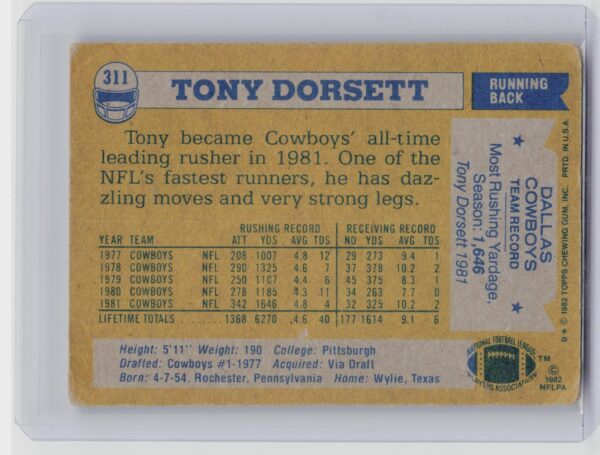 311
TONY DORSETT
RUNNING
BACK
Tony became Cowboys' all-time
leading rusher in 1981. One of the
NFL's fastest runners, he has daz-
zling moves and very strong legs.
DALLAS
COWBOYS
TEAM RECORD
Most Rushing Yardage,
Season: 1,646
Tony Dorsett 1981
RUSHING RECORD RECEIVING RECORD
YEAR TEAM ATT YDS AVG TDS NO YDS AVG TDS
1977 COWBOYS NFL 208 1007 4.8 12 29 273 9.4 1
1978 COWBOYS NFL 290 1325 4.6 7 37 378 10.2 2
1979 COWBOYS NFL 250 1107 4.4 6 45 375 8.3 1
1980 COWBOYS NFL 278 1185 4.3 11 34 263 7.7 0
1981 COWBOYS NFL 342 1646 4.8 4 32 325 10.2 2
LIFETIME TOTALS 1368 6270 4.6 40 177 1614 9.1 6
Height: 5'11" Weight: 190 College: Pittsburgh
Drafted: Cowboys #1-1977 Acquired: Via Draft
Born: 4-7-54, Rochester, Pennsylvania Home: Wylie, Texas
NATIONAL FOOTBALL LEAGUE
PLAYERS ASSOCIATION
TM
©
1982
NFLPA
B * © 1982 TOPPS CHEWING GUM, INC. PRTD. IN U.S.A.